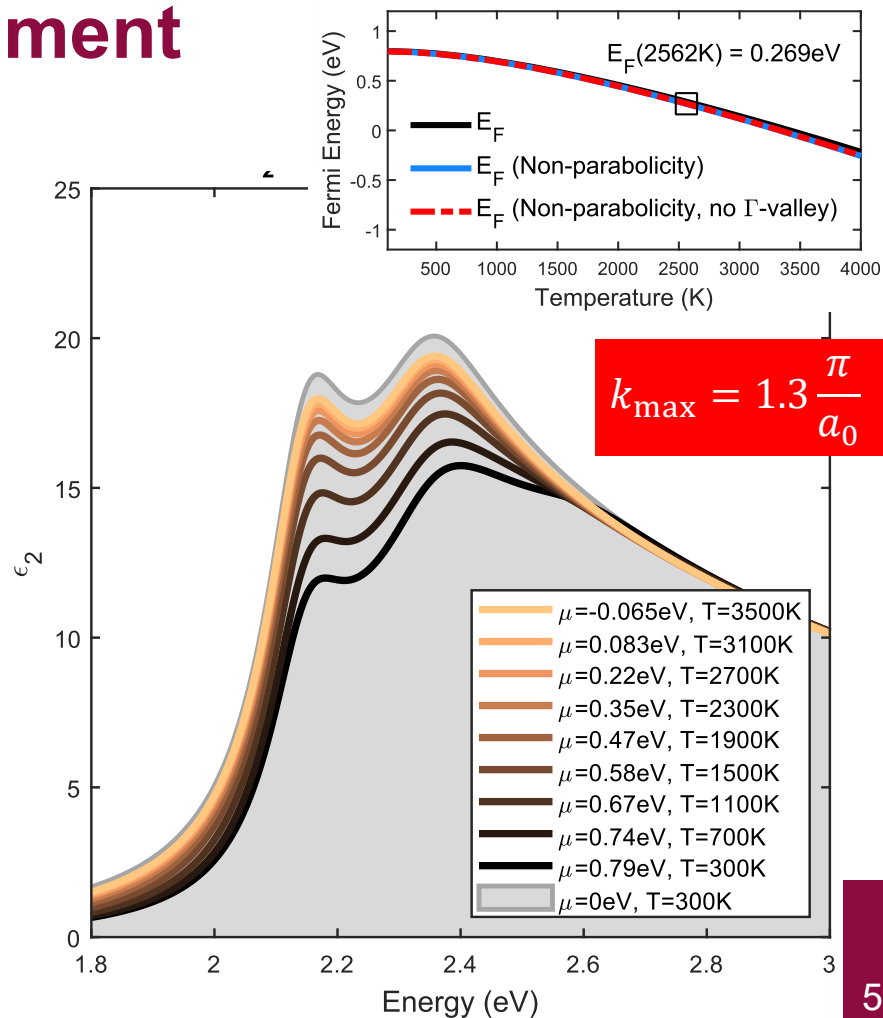 ment
1
0.5
0
-0.5
-1
Fermi Energy (eV)
E_F(2562K) = 0.269eV
E_F
E_F (Non-parabolicity)
E_F (Non-parabolicity, no Γ-valley)
500 1000 1500 2000 2500 3000 3500 4000
Temperature (K)
25
20
15
10
5
0
ϵ_2
k_max = 1.3 π/a_0
μ=-0.065eV, T=3500K
μ=0.083eV, T=3100K
μ=0.22eV, T=2700K
μ=0.35eV, T=2300K
μ=0.47eV, T=1900K
μ=0.58eV, T=1500K
μ=0.67eV, T=1100K
μ=0.74eV, T=700K
μ=0.79eV, T=300K
μ=0eV, T=300K
1.8 2 2.2 2.4 2.6 2.8 3
Energy (eV)
5